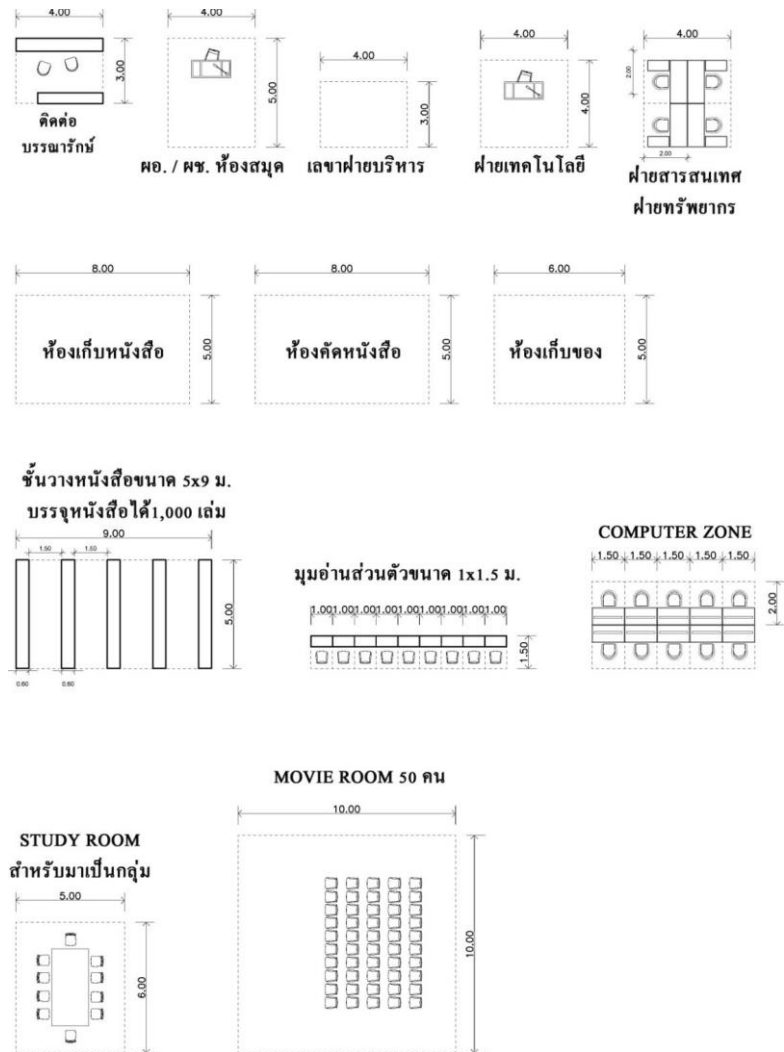 4.00
3.00
ติดต่อ
บรรณารักษ์
4.00
5.00
ผอ. / ผช. ห้องสมุด
4.00
3.00
เลขาฝ่ายบริหาร
4.00
4.00
ฝ่ายเทคโนโลยี
4.00
2.00
2.00
ฝ่ายสารสนเทศ
ฝ่ายทรัพยากร
8.00
5.00
ห้องเก็บหนังสือ
8.00
5.00
ห้องคัดหนังสือ
6.00
5.00
ห้องเก็บของ
ชั้นวางหนังสือขนาด 5x9 ม.
บรรจุหนังสือได้1,000 เล่ม
9.00
1.50 1.50
5.00
0.60 0.60
มุมอ่านส่วนตัวขนาด 1x1.5 ม.
1.00 1.00 1.00 1.00 1.00 1.00 1.00 1.00 1.00
1.50
COMPUTER ZONE
1.50 1.50 1.50 1.50 1.50
2.00
STUDY ROOM
สำหรับมาเป็นกลุ่ม
5.00
6.00
MOVIE ROOM 50 คน
10.00
10.00